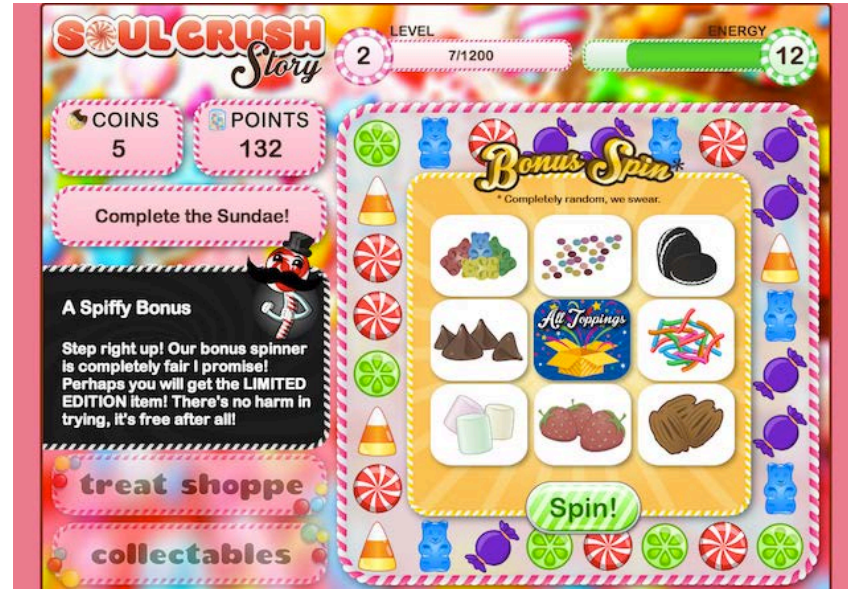 SOUL CRUSH
Story
LEVEL
2
7/1200
ENERGY
12
COINS
5
POINTS
132
Complete the Sundae!
A Spiffy Bonus
Step right up! Our bonus spinner
is completely fair I promise!
Perhaps you will get the LIMITED
EDITION item! There's no harm in
trying, it's free after all!
treat shoppe
collectables
Bonus Spin*
* Completely random, we swear.
All Toppings
Spin!